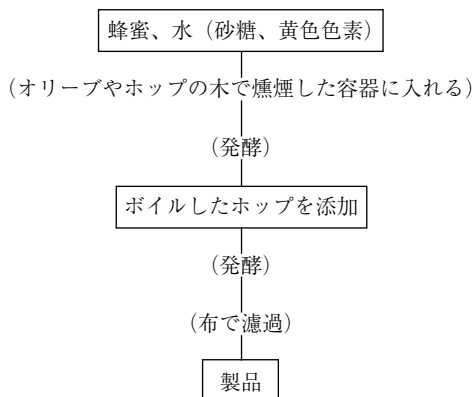 蜂蜜、水（砂糖、黄色色素）
（オリーブやホップの木で燻煙した容器に入れる）
（発酵）
ボイルしたホップを添加
（発酵）
（布で濾過）
製品